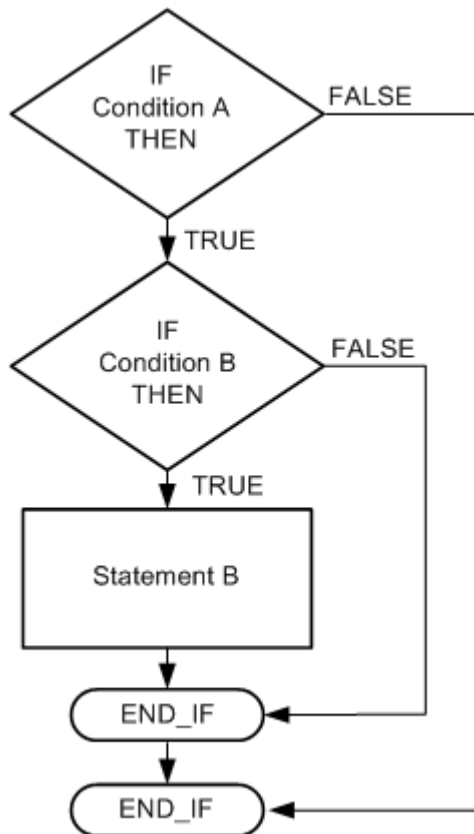 IF
Condition A
THEN
FALSE
TRUE
IF
Condition B
THEN
FALSE
TRUE
Statement B
END_IF
END_IF